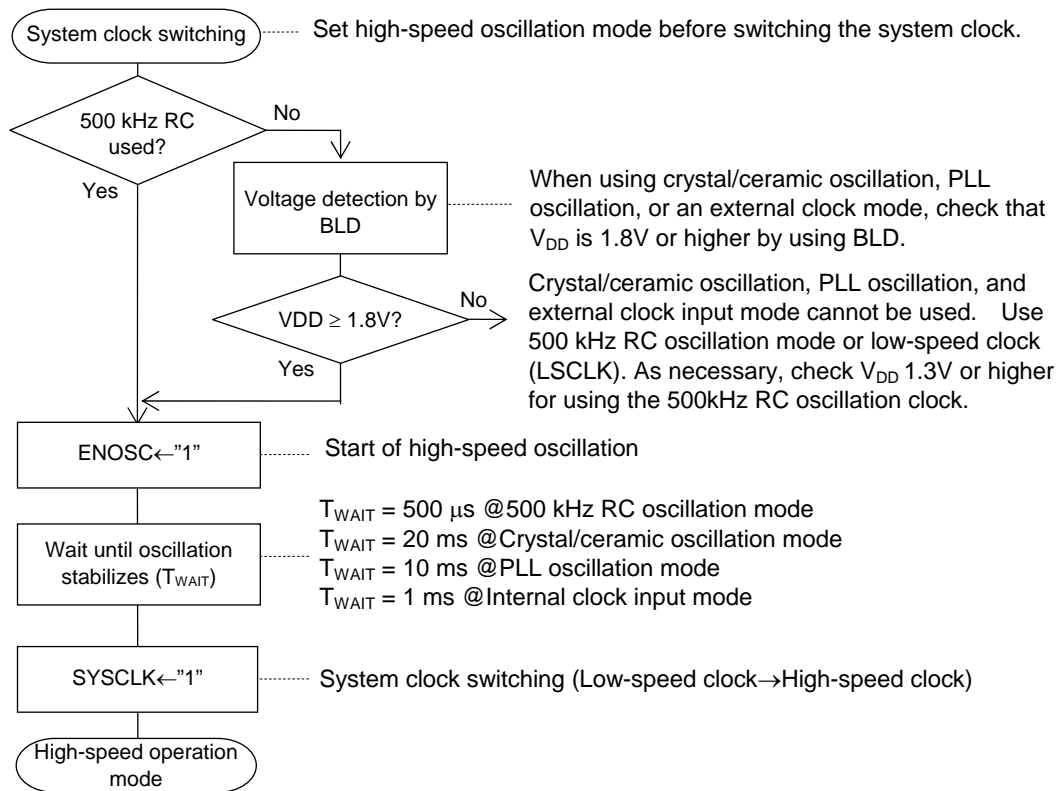 System clock switching
Set high-speed oscillation mode before switching the system clock.
500 kHz RC
used?
No
Yes
Voltage detection by
BLD
When using crystal/ceramic oscillation, PLL
oscillation, or an external clock mode, check that
VDD is 1.8V or higher by using BLD.
VDD ≥ 1.8V?
No
Yes
Crystal/ceramic oscillation, PLL oscillation, and
external clock input mode cannot be used. Use
500 kHz RC oscillation mode or low-speed clock
(LSCLK). As necessary, check VDD 1.3V or higher
for using the 500kHz RC oscillation clock.
ENOSC←"1"
Start of high-speed oscillation
Wait until oscillation
stabilizes (TWAIT)
TWAIT = 500 μs @500 kHz RC oscillation mode
TWAIT = 20 ms @Crystal/ceramic oscillation mode
TWAIT = 10 ms @PLL oscillation mode
TWAIT = 1 ms @Internal clock input mode
SYSCLK←"1"
System clock switching (Low-speed clock→High-speed clock)
High-speed operation
mode